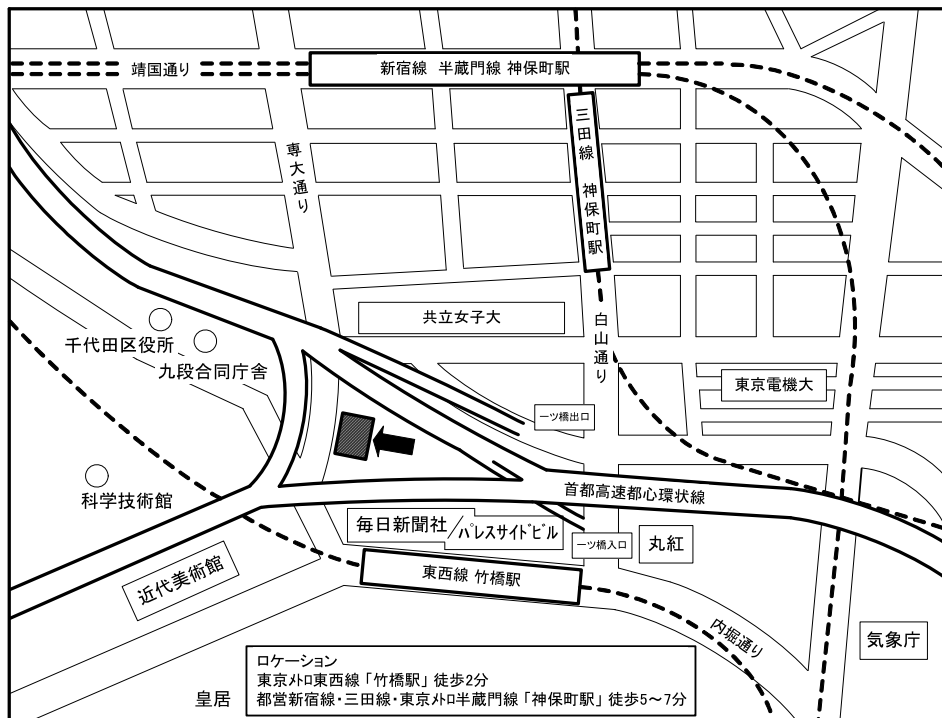 靖国通り
新宿線 半蔵門線 神保町駅
三田線 神保町駅
専大通り
共立女子大
白山通り
千代田区役所
九段合同庁舎
東京電機大
一ツ橋出口
科学技術館
首都高速都心環状線
毎日新聞社/パレスサイドビル
一ツ橋入口
丸紅
近代美術館
東西線 竹橋駅
内堀通り
気象庁
皇居
ロケーション
東京メトロ東西線「竹橋駅」徒歩2分
都営新宿線・三田線・東京メトロ半蔵門線「神保町駅」徒歩5～7分